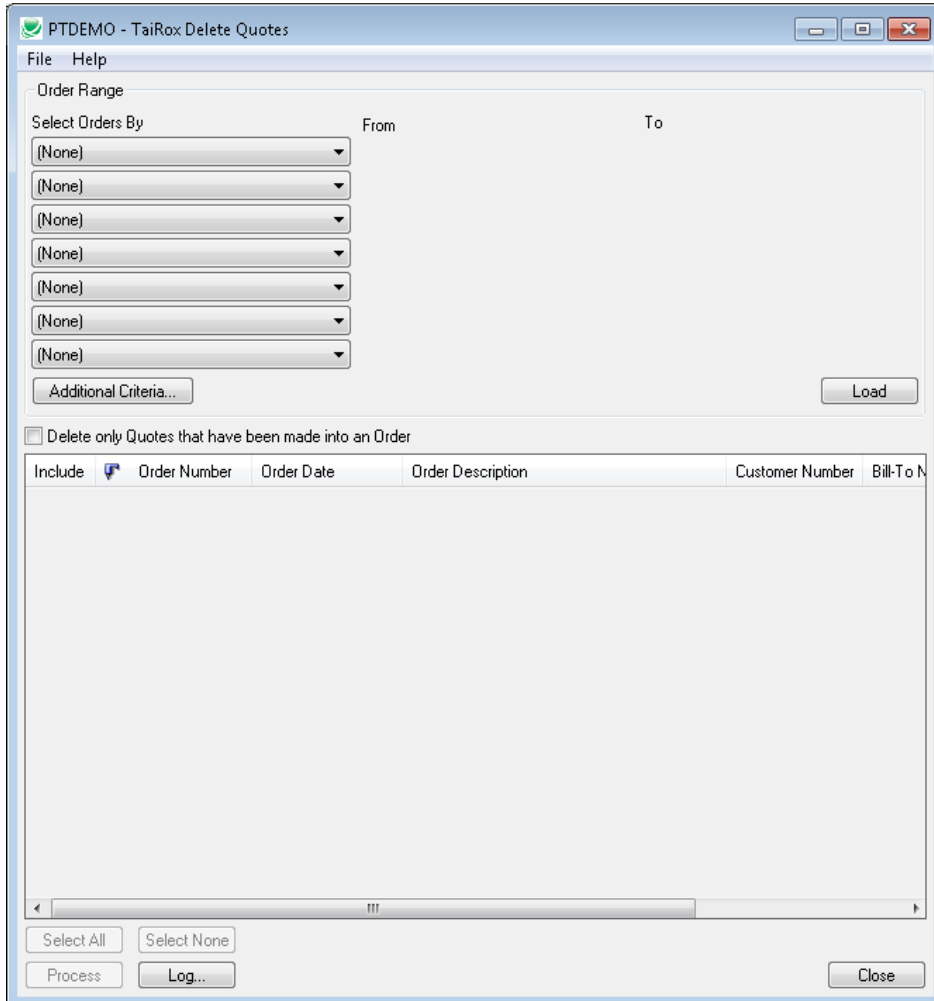 PTDEMO - TaiRox Delete Quotes
File Help
Order Range
Select Orders By From To
(None)
(None)
(None)
(None)
(None)
(None)
(None)
Additional Criteria... Load
Delete only Quotes that have been made into an Order
Include Order Number Order Date Order Description Customer Number Bill-To N
Select All Select None
Process Log... Close